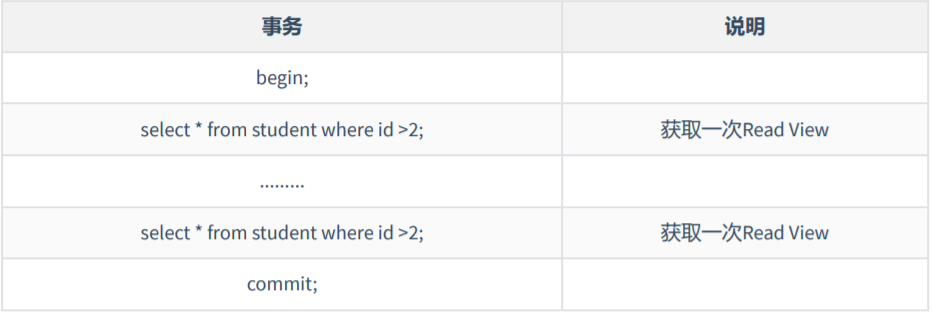 事务 说明
begin;
select * from student where id >2; 获取一次Read View
.........
select * from student where id >2; 获取一次Read View
commit;